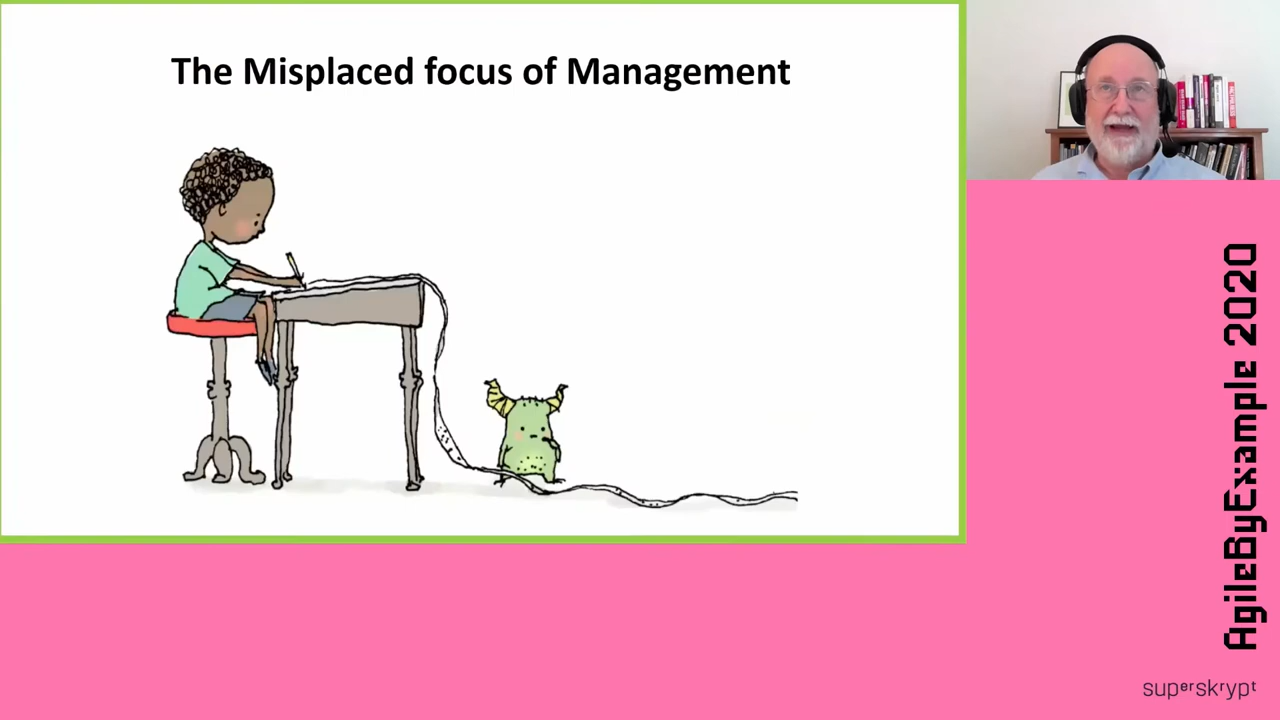 The Misplaced focus of Management
AgileByExample 2020
superskrypt